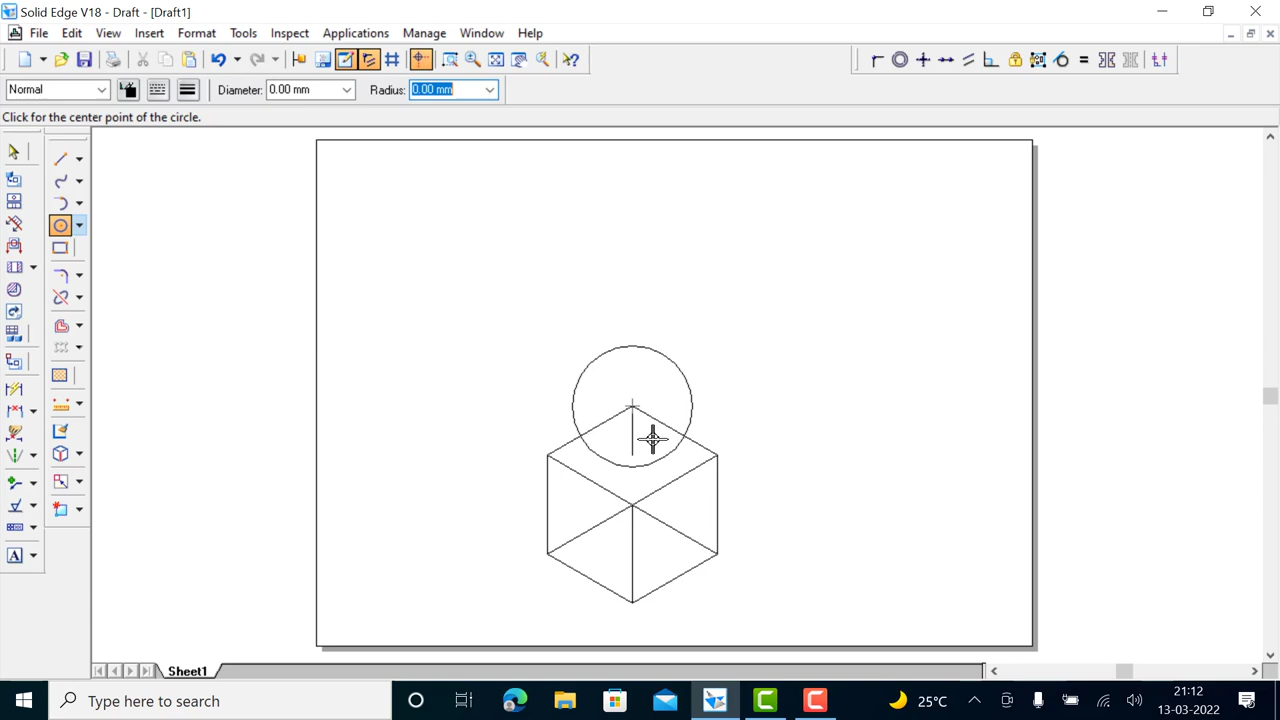 Solid Edge V18 - Draft - [Draft1]
File Edit View Insert Format Tools Inspect Applications Manage Window Help
Normal Diameter: 0.00 mm Radius: 0.00 mm
Click for the center point of the circle.
A
Sheet1
Type here to search
25°C
21:12
13-03-2022